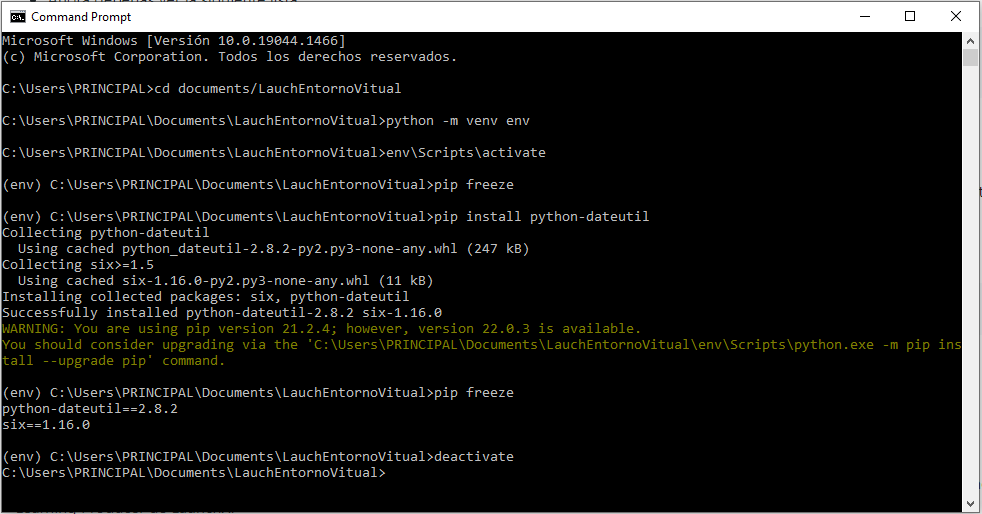 Command Prompt
Microsoft Windows [Versión 10.0.19044.1466]
(c) Microsoft Corporation. Todos los derechos reservados.
C:\Users\PRINCIPAL>cd documents/LauchEntornoVitual
C:\Users\PRINCIPAL\Documents\LauchEntornoVitual>python -m venv env
C:\Users\PRINCIPAL\Documents\LauchEntornoVitual>env\Scripts\activate
(env) C:\Users\PRINCIPAL\Documents\LauchEntornoVitual>pip freeze
(env) C:\Users\PRINCIPAL\Documents\LauchEntornoVitual>pip install python-dateutil
Collecting python-dateutil
  Using cached python_dateutil-2.8.2-py2.py3-none-any.whl (247 kB)
Collecting six>=1.5
  Using cached six-1.16.0-py2.py3-none-any.whl (11 kB)
Installing collected packages: six, python-dateutil
Successfully installed python-dateutil-2.8.2 six-1.16.0
WARNING: You are using pip version 21.2.4; however, version 22.0.3 is available.
You should consider upgrading via the 'C:\Users\PRINCIPAL\Documents\LauchEntornoVitual\env\Scripts\python.exe -m pip ins
tall --upgrade pip' command.
(env) C:\Users\PRINCIPAL\Documents\LauchEntornoVitual>pip freeze
python-dateutil==2.8.2
six==1.16.0
(env) C:\Users\PRINCIPAL\Documents\LauchEntornoVitual>deactivate
C:\Users\PRINCIPAL\Documents\LauchEntornoVitual>